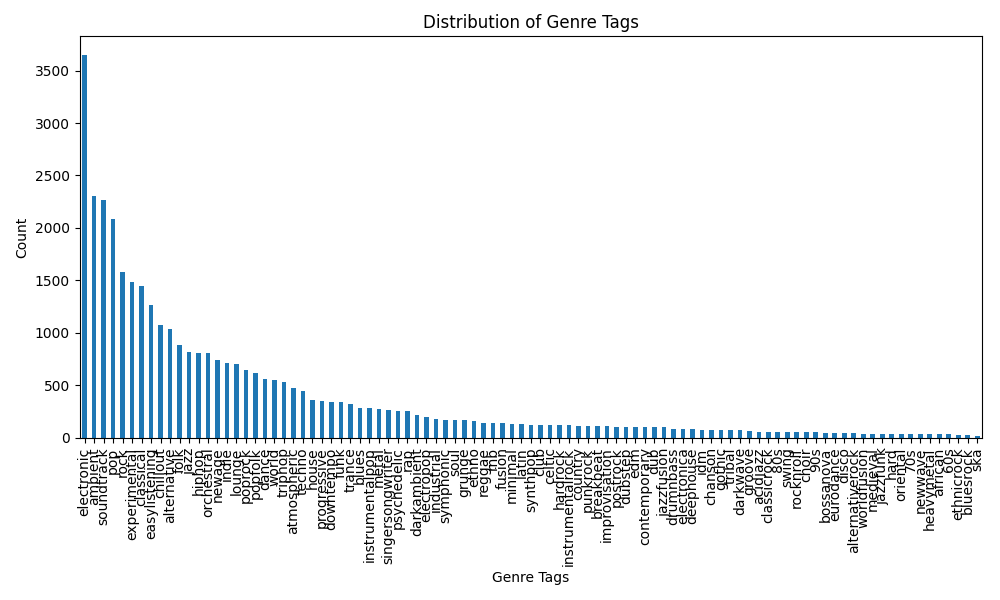 Distribution of Genre Tags
Count
3500
3000
2500
2000
1500
1000
500
0
electronic
ambient
soundtrack
pop
rock
experimental
classical
easylistening
chillout
alternative
folk
jazz
hiphop
orchestral
newage
indie
lounge
poprock
popfolk
dance
world
triphop
atmospheric
techno
house
progressive
downtempo
funk
trance
blues
instrumentalpop
metal
singersongwriter
psychedelic
rap
darkambient
electropop
industrial
symphonic
soul
grunge
ethno
reggae
rnb
fusion
minimal
latin
synthpop
club
celtic
hardrock
instrumentalrock
country
punkrock
breakbeat
improvisation
postrock
dubstep
edm
contemporary
dub
jazzfusion
drumnbass
electronica
deephouse
idm
chanson
gothic
tribal
darkwave
groove
acidjazz
classicrock
80s
swing
rocknroll
choir
90s
bossanova
eurodance
disco
alternativerock
worldfusion
medieval
jazzfunk
hard
oriental
70s
newwave
heavymetal
african
60s
ethnicrock
bluesrock
ska
Genre Tags